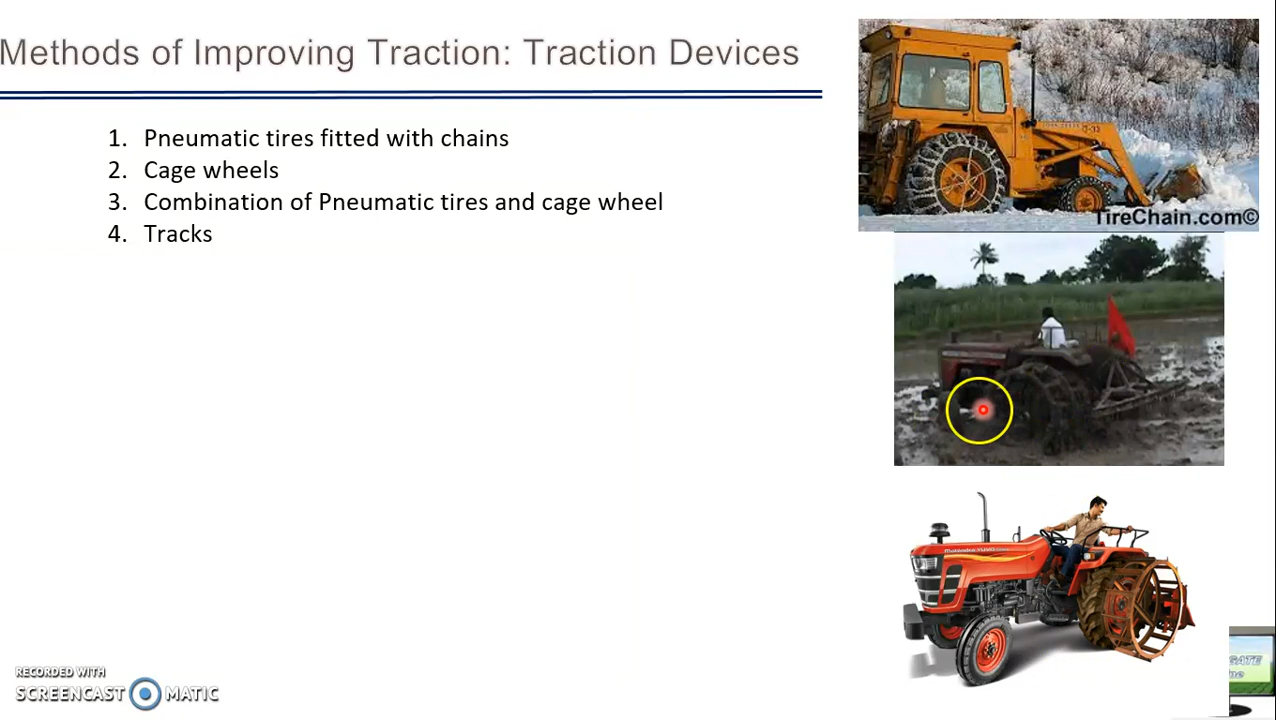 Methods of Improving Traction: Traction Devices
1. Pneumatic tires fitted with chains
2. Cage wheels
3. Combination of Pneumatic tires and cage wheel
4. Tracks
TireChain.com©
RECORDED WITH
SCREENCAST MATIC